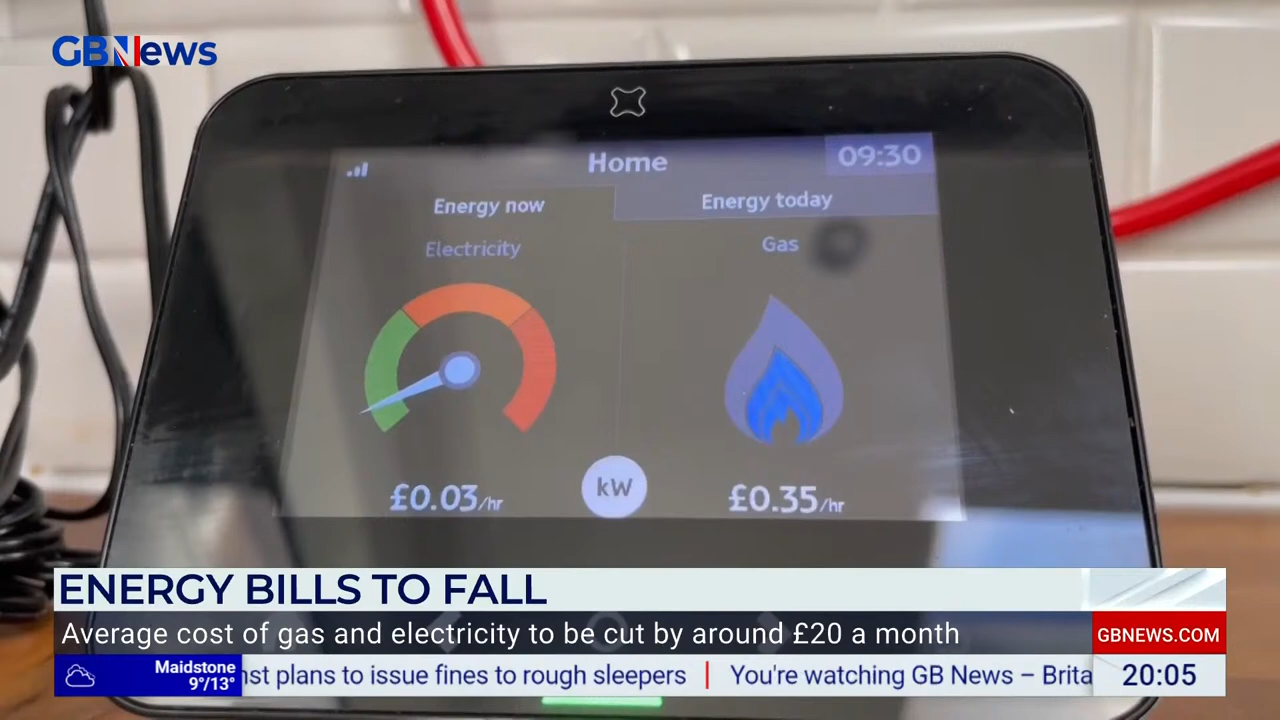 GBNews
Home
09:30
Energy now
Energy today
Electricity
Gas
£0.03/hr
kW
£0.35/hr
ENERGY BILLS TO FALL
Average cost of gas and electricity to be cut by around £20 a month
GBNEWS.COM
Maidstone
9°/13°
nst plans to issue fines to rough sleepers | You're watching GB News – Brita
20:05